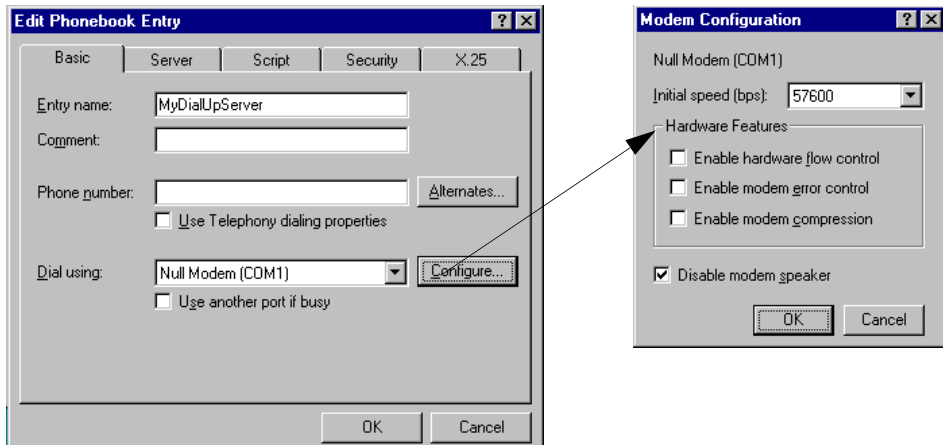 Edit Phonebook Entry
Basic
Server
Script
Security
X.25
Entry name:
MyDialUpServer
Comment:
Phone number:
Alternates...
Use Telephony dialing properties
Dial using:
Null Modem (COM1)
Configure...
Use another port if busy
OK
Cancel
Modem Configuration
Null Modem (COM1)
Initial speed (bps):
57600
Hardware Features
Enable hardware flow control
Enable modem error control
Enable modem compression
Disable modem speaker
OK
Cancel